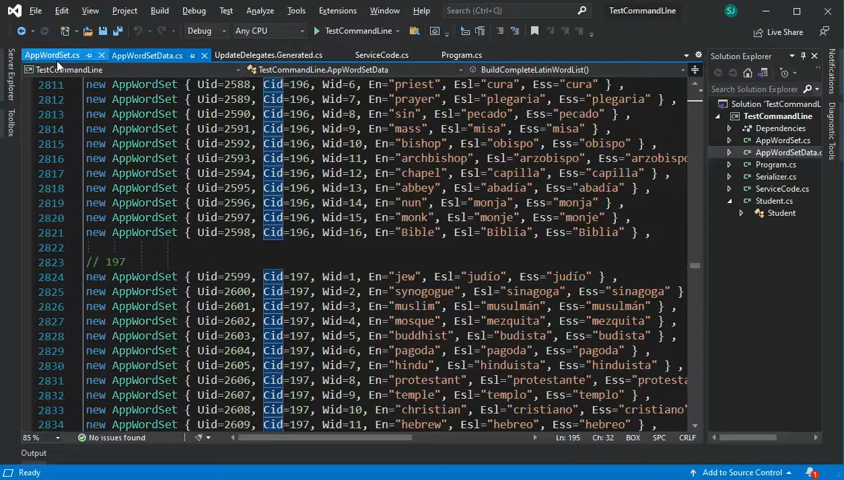 File Edit View Git Project Build Debug Test Analyze Tools Extensions Window Help Search (Ctrl+Q) TestCommandLine SJ
Debug Any CPU TestCommandLine Live Share
AppWordSet.cs AppWordSetData.cs UpdateDelegates.Generated.cs ServiceCode.cs Program.cs
TestCommandLine TestCommandLine.AppWordSetData BuildCompleteLatinWordList()
2811 new AppWordSet { Uid=2588, Cid=196, Wid=6, En="priest", Esl="cura", Ess="cura" } ,
2812 new AppWordSet { Uid=2589, Cid=196, Wid=7, En="prayer", Esl="plegaria", Ess="plegaria" } ,
2813 new AppWordSet { Uid=2590, Cid=196, Wid=8, En="sin", Esl="pecado", Ess="pecado" } ,
2814 new AppWordSet { Uid=2591, Cid=196, Wid=9, En="mass", Esl="misa", Ess="misa" } ,
2815 new AppWordSet { Uid=2592, Cid=196, Wid=10, En="bishop", Esl="obispo", Ess="obispo" } ,
2816 new AppWordSet { Uid=2593, Cid=196, Wid=11, En="archbishop", Esl="arzobispo", Ess="arzobispo
2817 new AppWordSet { Uid=2594, Cid=196, Wid=12, En="chapel", Esl="capilla", Ess="capilla" } ,
2818 new AppWordSet { Uid=2595, Cid=196, Wid=13, En="abbey", Esl="abadía", Ess="abadía" } ,
2819 new AppWordSet { Uid=2596, Cid=196, Wid=14, En="nun", Esl="monja", Ess="monja" } ,
2820 new AppWordSet { Uid=2597, Cid=196, Wid=15, En="monk", Esl="monje", Ess="monje" } ,
2821 new AppWordSet { Uid=2598, Cid=196, Wid=16, En="Bible", Esl="Biblia", Ess="Biblia" } ,
2822
2823 // 197
2824 new AppWordSet { Uid=2599, Cid=197, Wid=1, En="jew", Esl="judío", Ess="judío" } ,
2825 new AppWordSet { Uid=2600, Cid=197, Wid=2, En="synogogue", Esl="sinagoga", Ess="sinagoga" }
2826 new AppWordSet { Uid=2601, Cid=197, Wid=3, En="muslim", Esl="musulmán", Ess="musulmán" } ,
2827 new AppWordSet { Uid=2602, Cid=197, Wid=4, En="mosque", Esl="mezquita", Ess="mezquita" } ,
2828 new AppWordSet { Uid=2603, Cid=197, Wid=5, En="buddhist", Esl="budista", Ess="budista" } ,
2829 new AppWordSet { Uid=2604, Cid=197, Wid=6, En="pagoda", Esl="pagoda", Ess="pagoda" } ,
2830 new AppWordSet { Uid=2605, Cid=197, Wid=7, En="hindu", Esl="hinduista", Ess="hinduista" } ,
2831 new AppWordSet { Uid=2606, Cid=197, Wid=8, En="protestant", Esl="protestante", Ess="protesta
2832 new AppWordSet { Uid=2607, Cid=197, Wid=9, En="temple", Esl="templo", Ess="templo" } ,
2833 new AppWordSet { Uid=2608, Cid=197, Wid=10, En="christian", Esl="cristiano", Ess="cristiano"
2834 new AppWordSet { Uid=2609, Cid=197, Wid=11, En="hebrew", Esl="hebreo", Ess="hebreo" } ,
85 % No issues found Ln: 195 Ch: 32 BOX SPC CRLF
Output
Ready Add to Source Control 1
Server Explorer
Toolbox
Solution Explorer
Search Solution Explorer
Solution 'TestCommandLine
TestCommandLine
Dependencies
AppWordSet.cs
AppWordSetData.c
Program.cs
Serializer.cs
ServiceCode.cs
Student.cs
Student
Notifications
Diagnostic Tools